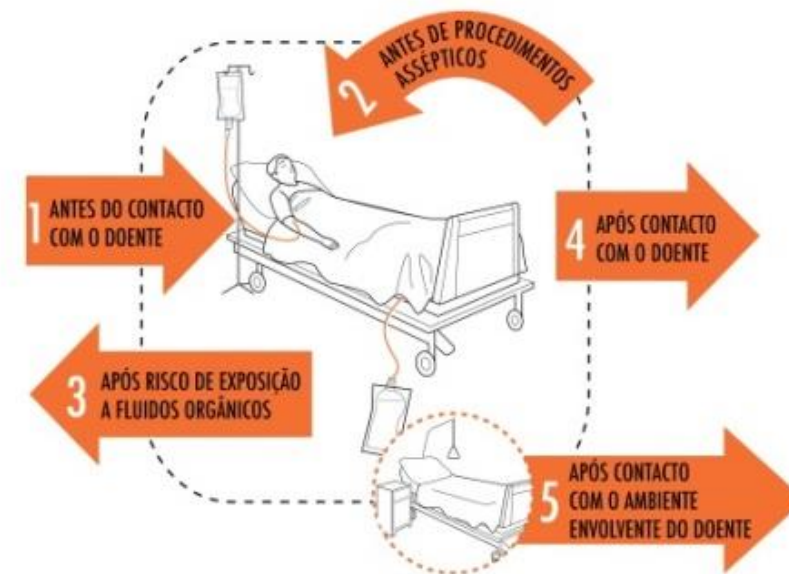 1 ANTES DO CONTACTO
COM O DOENTE
2 ANTES DE PROCEDIMENTOS
ASSÉPTICOS
3 APÓS RISCO DE EXPOSIÇÃO
A FLUIDOS ORGÂNICOS
4 APÓS CONTACTO
COM O DOENTE
5 APÓS CONTACTO
COM O AMBIENTE
ENVOLVENTE DO DOENTE